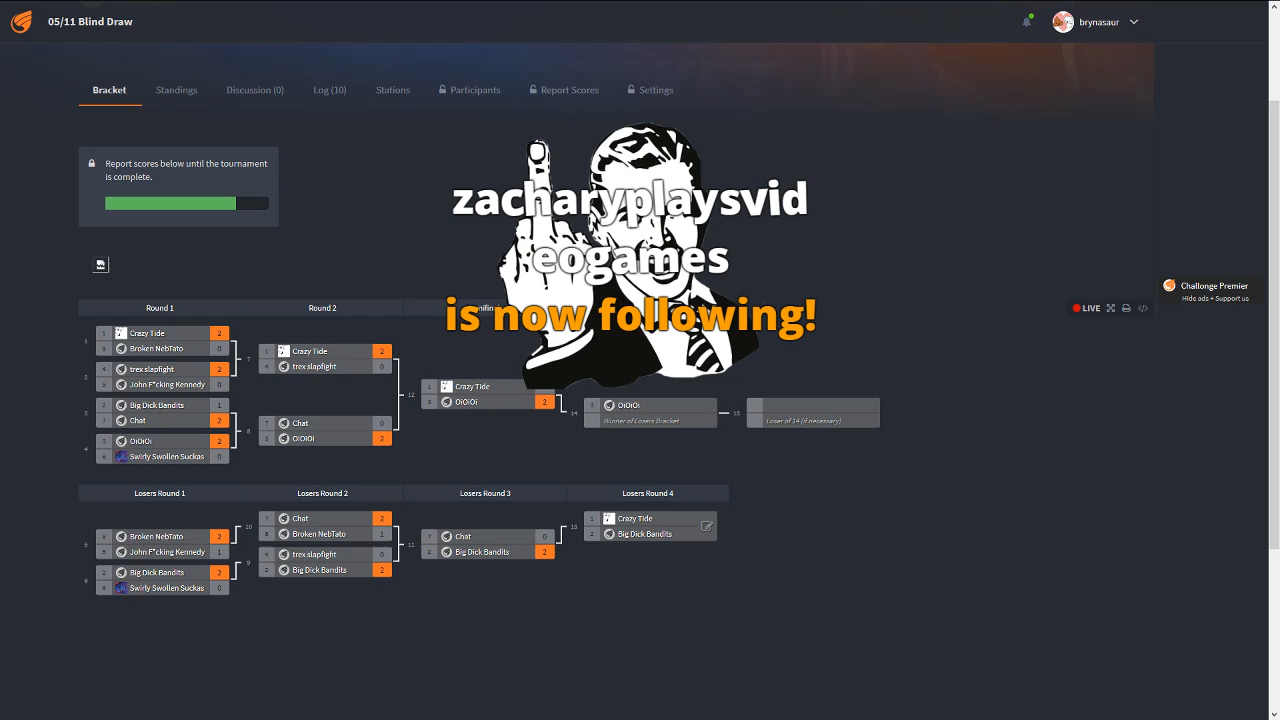 05/11 Blind Draw
brynasaur
Bracket
Standings
Discussion (0)
Log (10)
Stations
Participants
Report Scores
Settings
Report scores below until the tournament
is complete.
zacharyplaysvid
eogames
is now following!
Challonge Premier
Hide ads + Support us
LIVE
Round 1
Round 2
1 Crazy Tide 2
8 Broken NebTato 0
4 trex slapfight 2
5 John F*cking Kennedy 0
2 Big Dick Bandits 1
7 Chat 2
3 OiOiOi 2
6 Swirly Swollen Suckas 0
1
2
3
4
1 Crazy Tide 2
4 trex slapfight 0
7 Chat 0
3 OiOiOi 2
7
8
1 Crazy Tide
3 OiOiOi 2
12
14
3 OiOiOi
Winner of Losers Bracket
15
Loser of 14 (if necessary)
Losers Round 1
Losers Round 2
Losers Round 3
Losers Round 4
8 Broken NebTato 2
5 John F*cking Kennedy 1
2 Big Dick Bandits 2
6 Swirly Swollen Suckas 0
5
6
10
9
7 Chat 2
8 Broken NebTato 1
4 trex slapfight 0
2 Big Dick Bandits 2
11
7 Chat 0
2 Big Dick Bandits 2
13
1 Crazy Tide
2 Big Dick Bandits